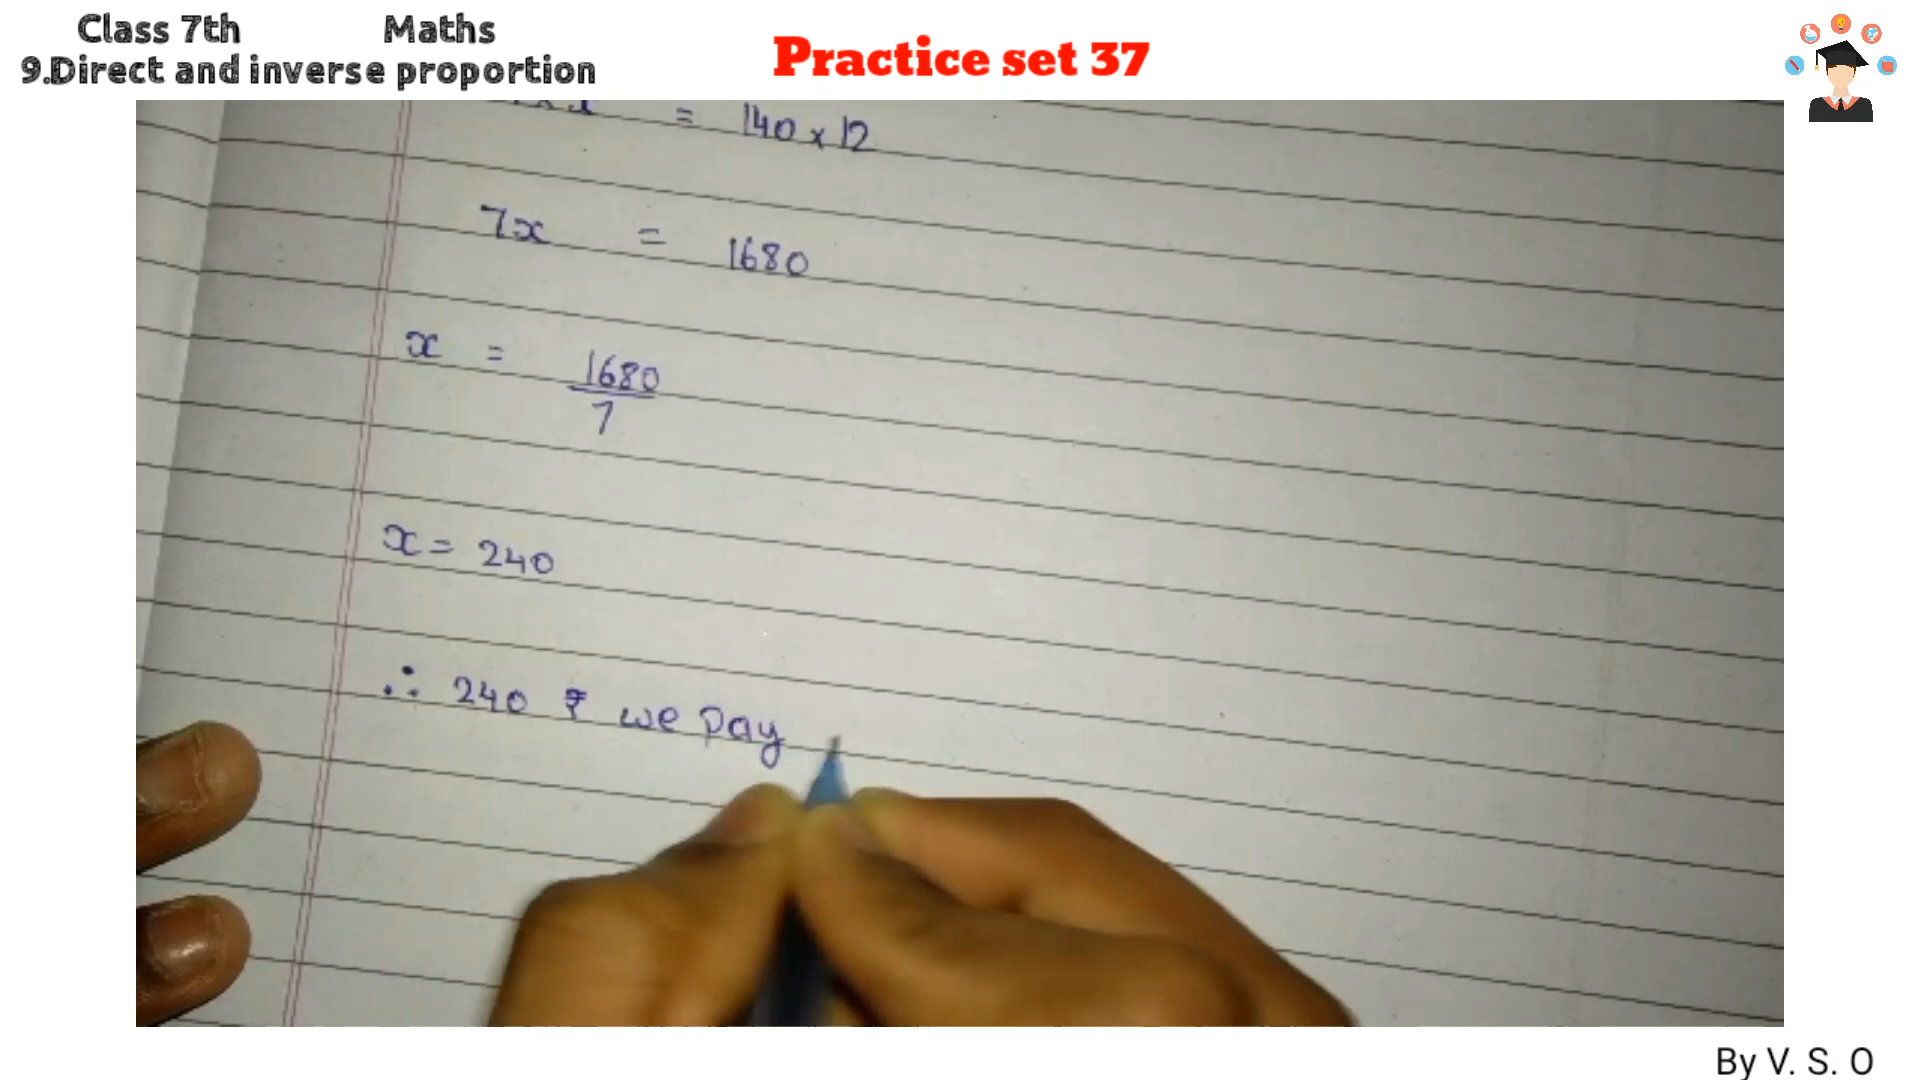 Class 7th Maths
9.Direct and inverse proportion
Practice set 37
= 140 × 12
7x = 1680
x = 1680/7
x = 240
∴ 240 ₹ we pay
By V. S. O